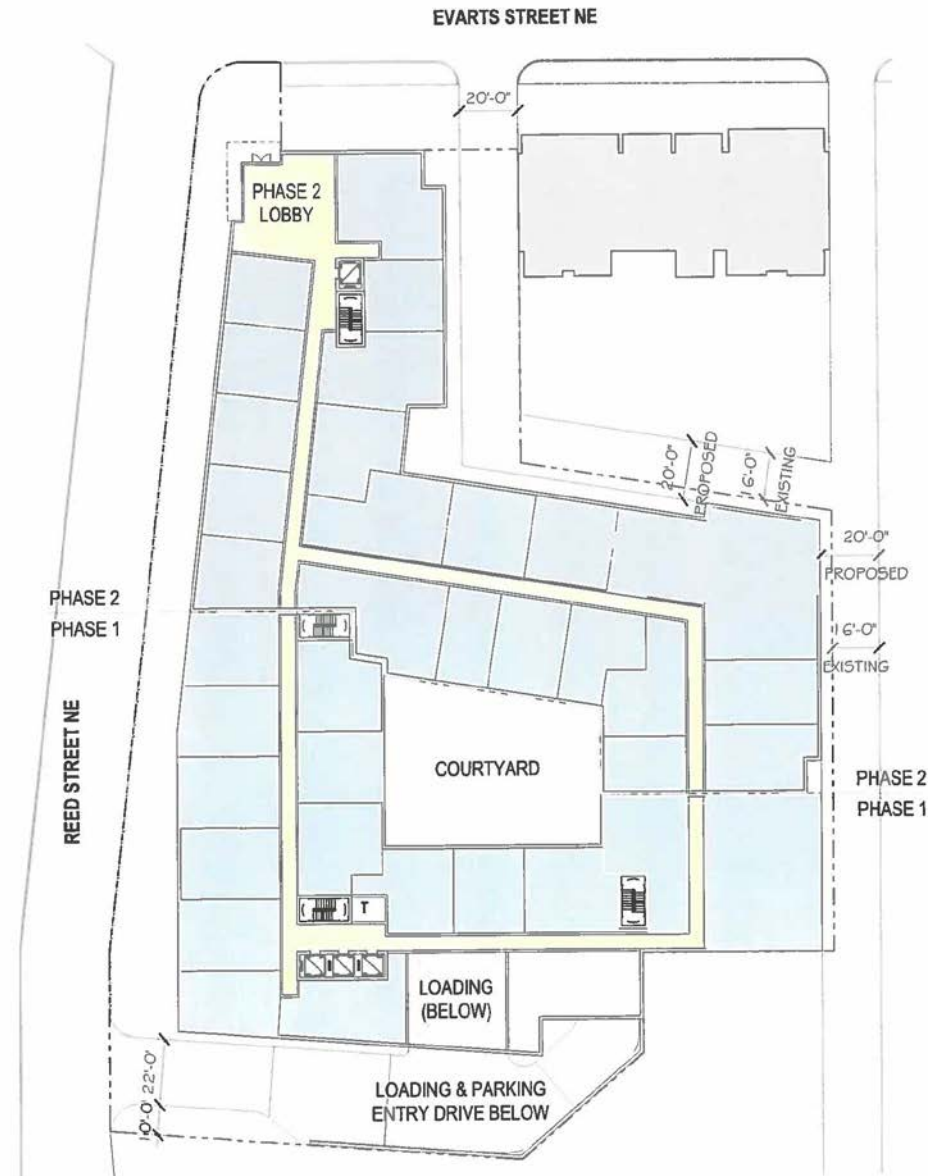 EVARTS STREET NE
20'-0"
PHASE 2
LOBBY
20'-0"
PROPOSED
16'-0"
EXISTING
20'-0"
PROPOSED
16'-0"
EXISTING
PHASE 2
PHASE 1
REED STREET NE
COURTYARD
PHASE 2
PHASE 1
T
LOADING
(BELOW)
LOADING & PARKING
ENTRY DRIVE BELOW
22'-0"
10'-0"